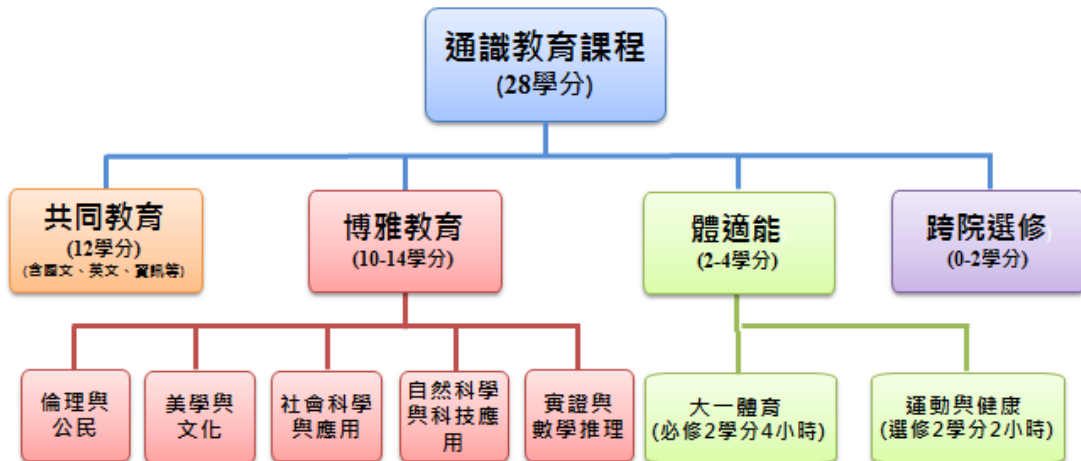 通識教育課程
(28學分)
共同教育
(12學分)
(含國文、英文、資訊等)
博雅教育
(10-14學分)
體適能
(2-4學分)
跨院選修
(0-2學分)
倫理與
公民
美學與
文化
社會科學
與應用
自然科學
與科技應
用
實證與
數學推理
大一體育
(必修2學分4小時)
運動與健康
(選修2學分2小時)